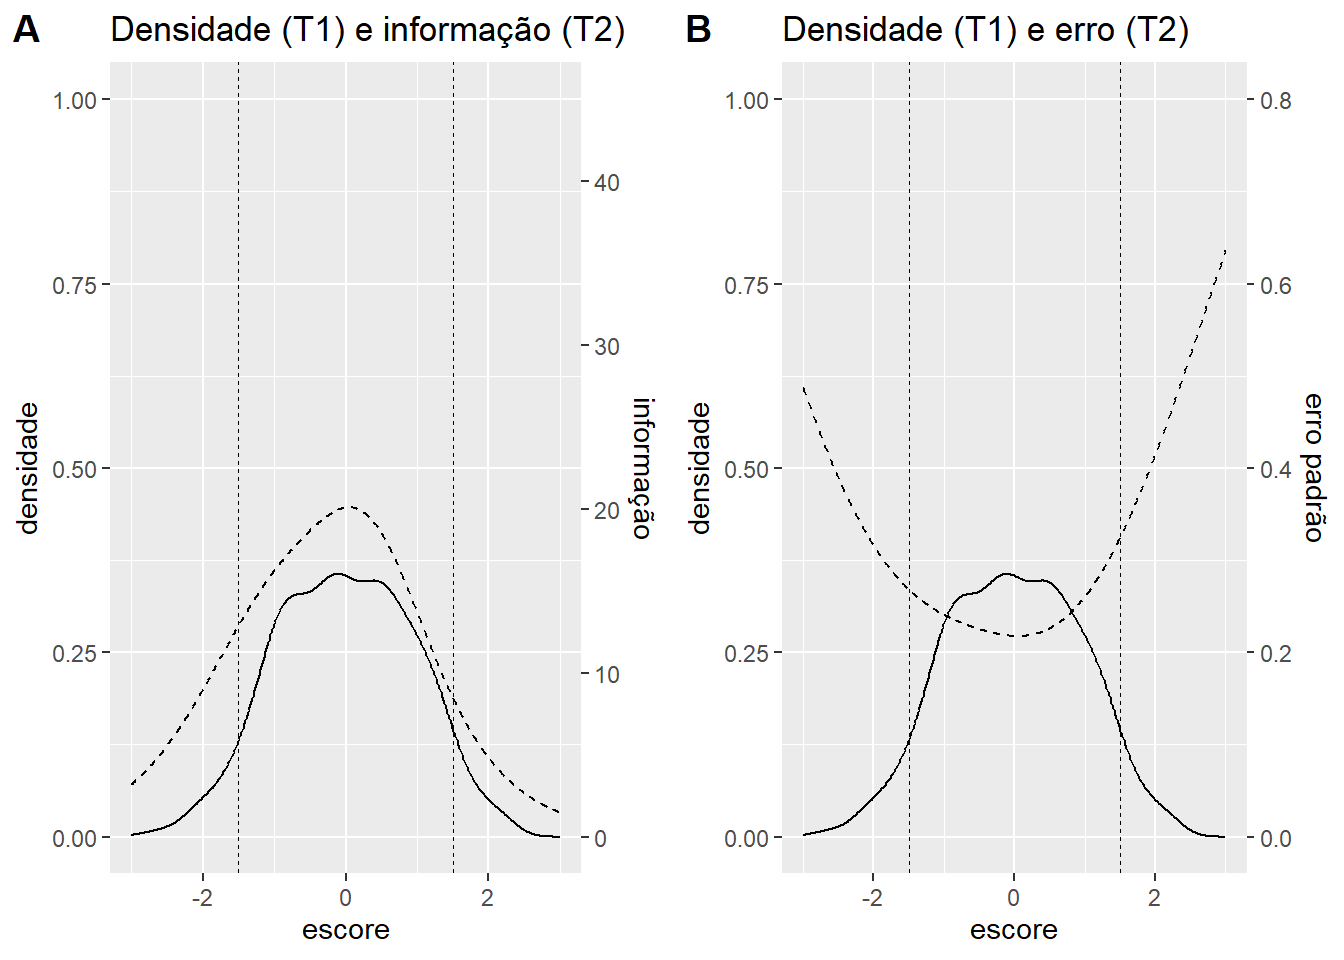 A Densidade (T1) e informação (T2)
1.00
0.75
0.50
0.25
0.00
densidade
40
30
20
10
0
informação
-2 0 2
escore
B Densidade (T1) e erro (T2)
1.00
0.75
0.50
0.25
0.00
densidade
0.8
0.6
0.4
0.2
0.0
erro padrão
-2 0 2
escore